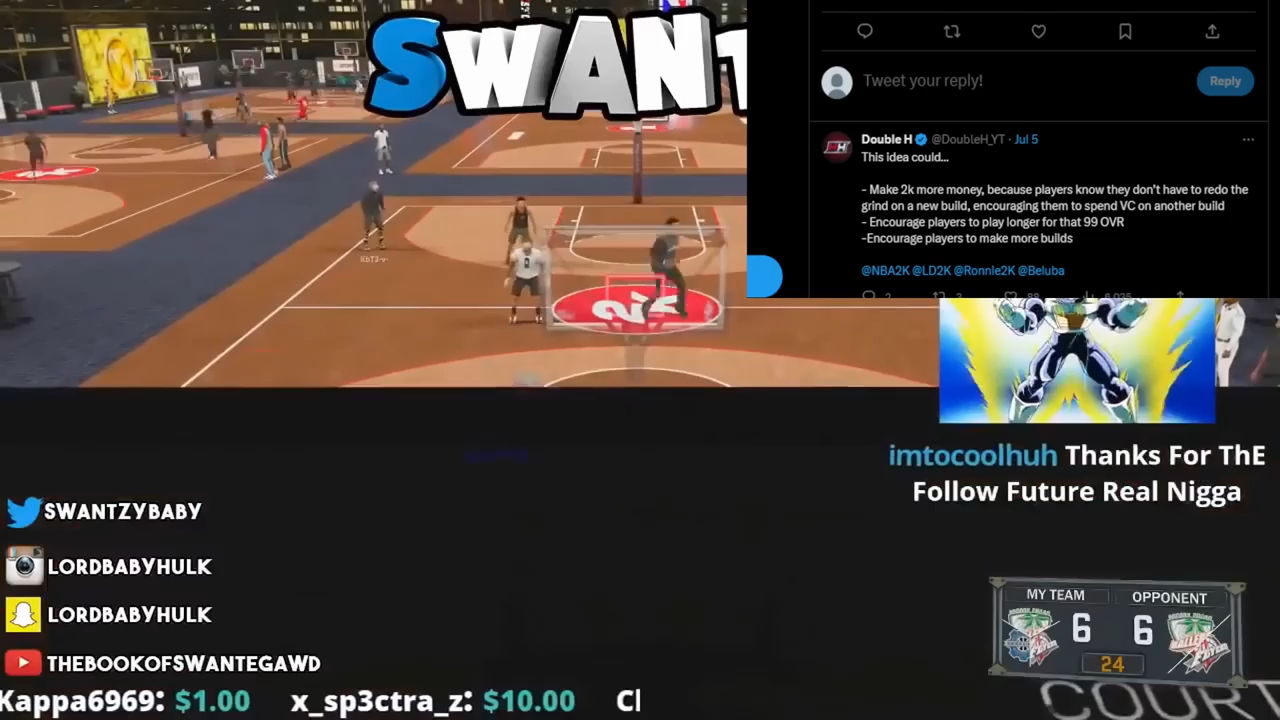 SWANT
Tweet your reply!
Reply
Double H @DoubleH_YT · Jul 5
This idea could...
- Make 2k more money, because players know they don't have to redo the
grind on a new build, encouraging them to spend VC on another build
- Encourage players to play longer for that 99 OVR
-Encourage players to make more builds
@NBA2K @LD2K @Ronnie2K @Beluba
KbT3-v-
2K
imtocoolhuh Thanks For ThE
Follow Future Real Nigga
SWANTZYBABY
LORDBABYHULK
LORDBABYHULK
THEBOOKOFSWANTEGAWD
MY TEAM OPPONENT
6 6
24
Kappa6969: $1.00 x_sp3ctra_z: $10.00
COURT